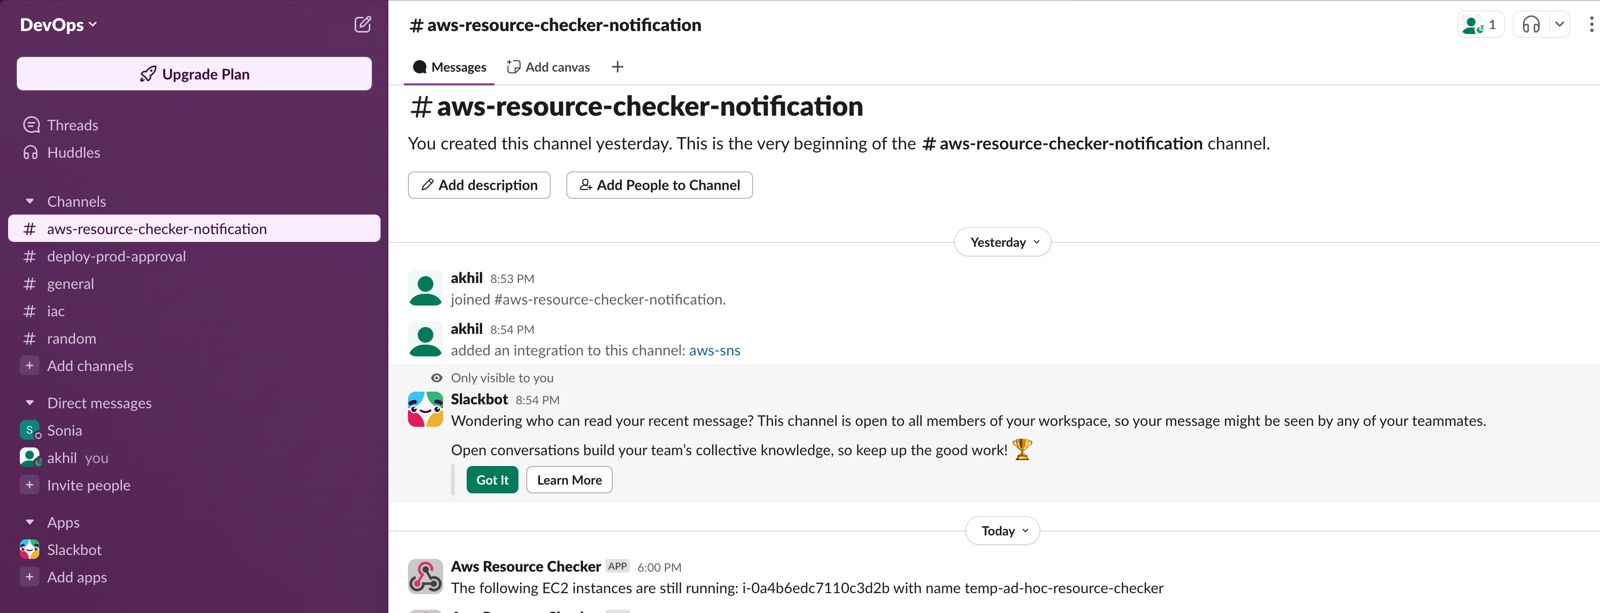 DevOps
Upgrade Plan
Threads
Huddles
Channels
# aws-resource-checker-notification
# deploy-prod-approval
# general
# iac
# random
+ Add channels
Direct messages
S Sonia
akhil you
+ Invite people
Apps
Slackbot
+ Add apps
# aws-resource-checker-notification
1
Messages Add canvas +
# aws-resource-checker-notification
You created this channel yesterday. This is the very beginning of the # aws-resource-checker-notification channel.
Add description Add People to Channel
Yesterday
akhil 8:53 PM
joined #aws-resource-checker-notification.
akhil 8:54 PM
added an integration to this channel: aws-sns
Only visible to you
Slackbot 8:54 PM
Wondering who can read your recent message? This channel is open to all members of your workspace, so your message might be seen by any of your teammates.
Open conversations build your team’s collective knowledge, so keep up the good work! 🏆
Got It Learn More
Today
Aws Resource Checker APP 6:00 PM
The following EC2 instances are still running: i-0a4b6edc7110c3d2b with name temp-ad-hoc-resource-checker